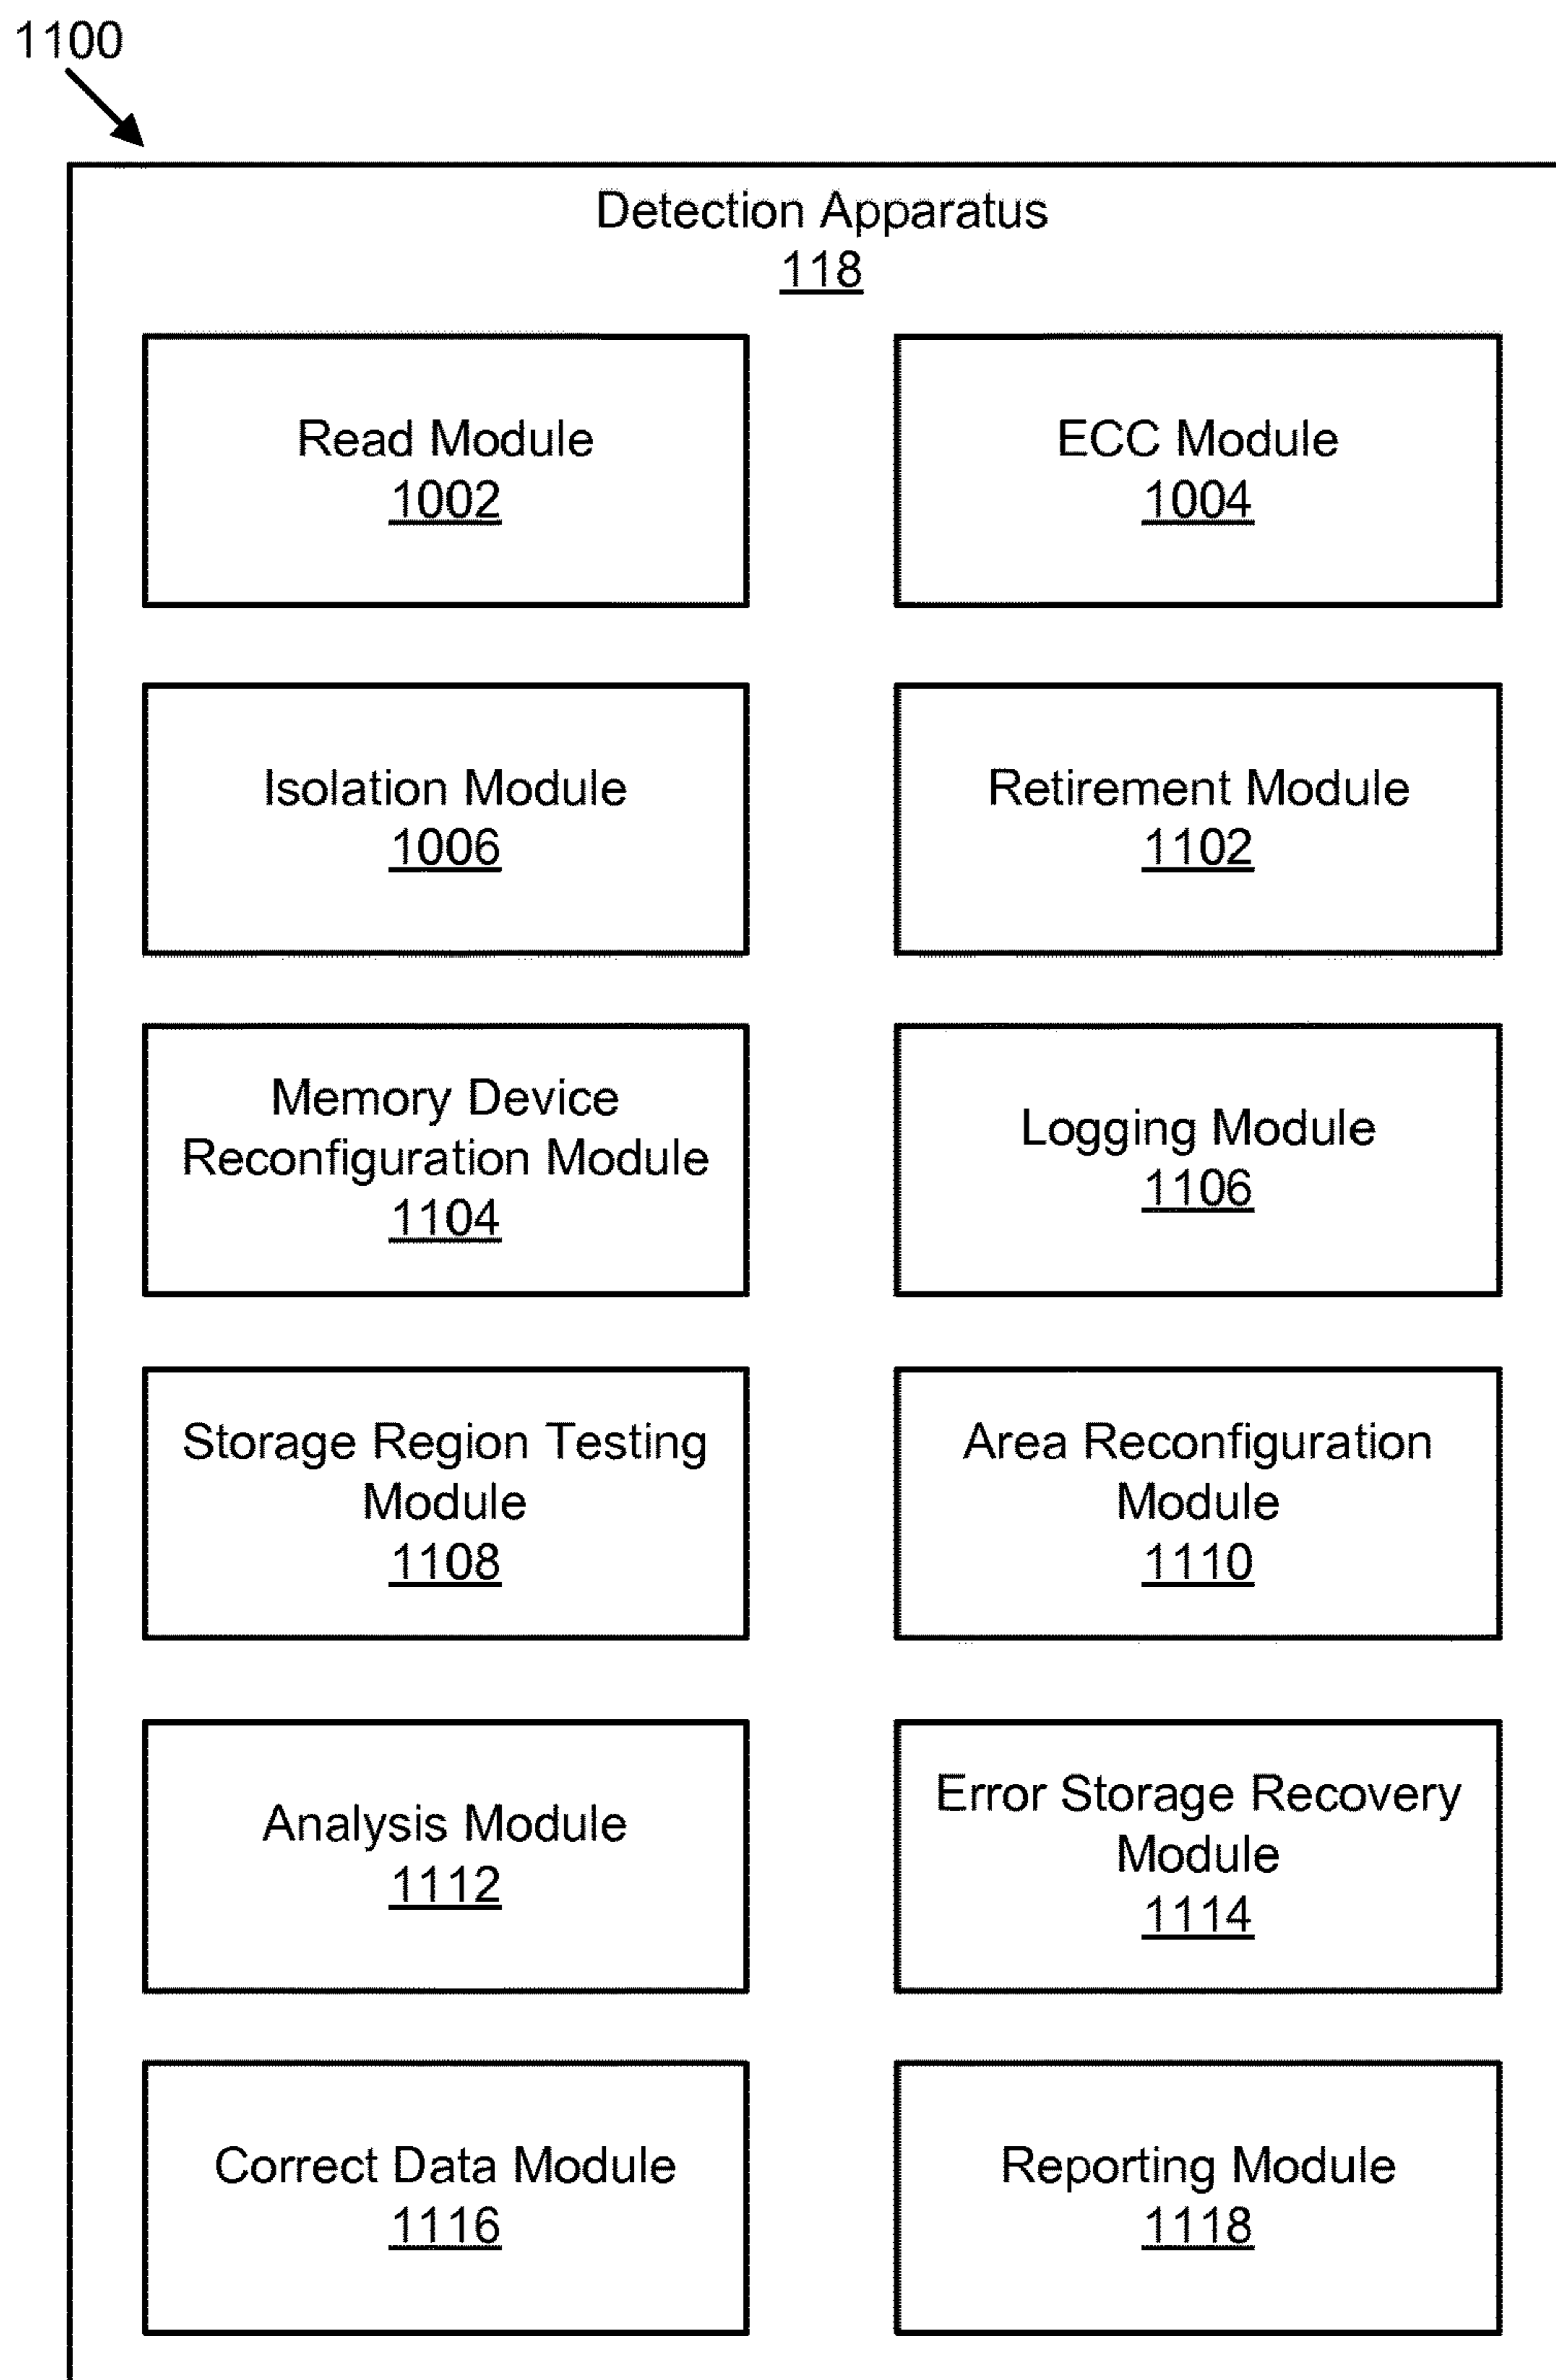 1100
Detection Apparatus
118
Read Module
1002
ECC Module
1004
Isolation Module
1006
Retirement Module
1102
Memory Device
Reconfiguration Module
1104
Logging Module
1106
Storage Region Testing
Module
1108
Area Reconfiguration
Module
1110
Analysis Module
1112
Error Storage Recovery
Module
1114
Correct Data Module
1116
Reporting Module
1118